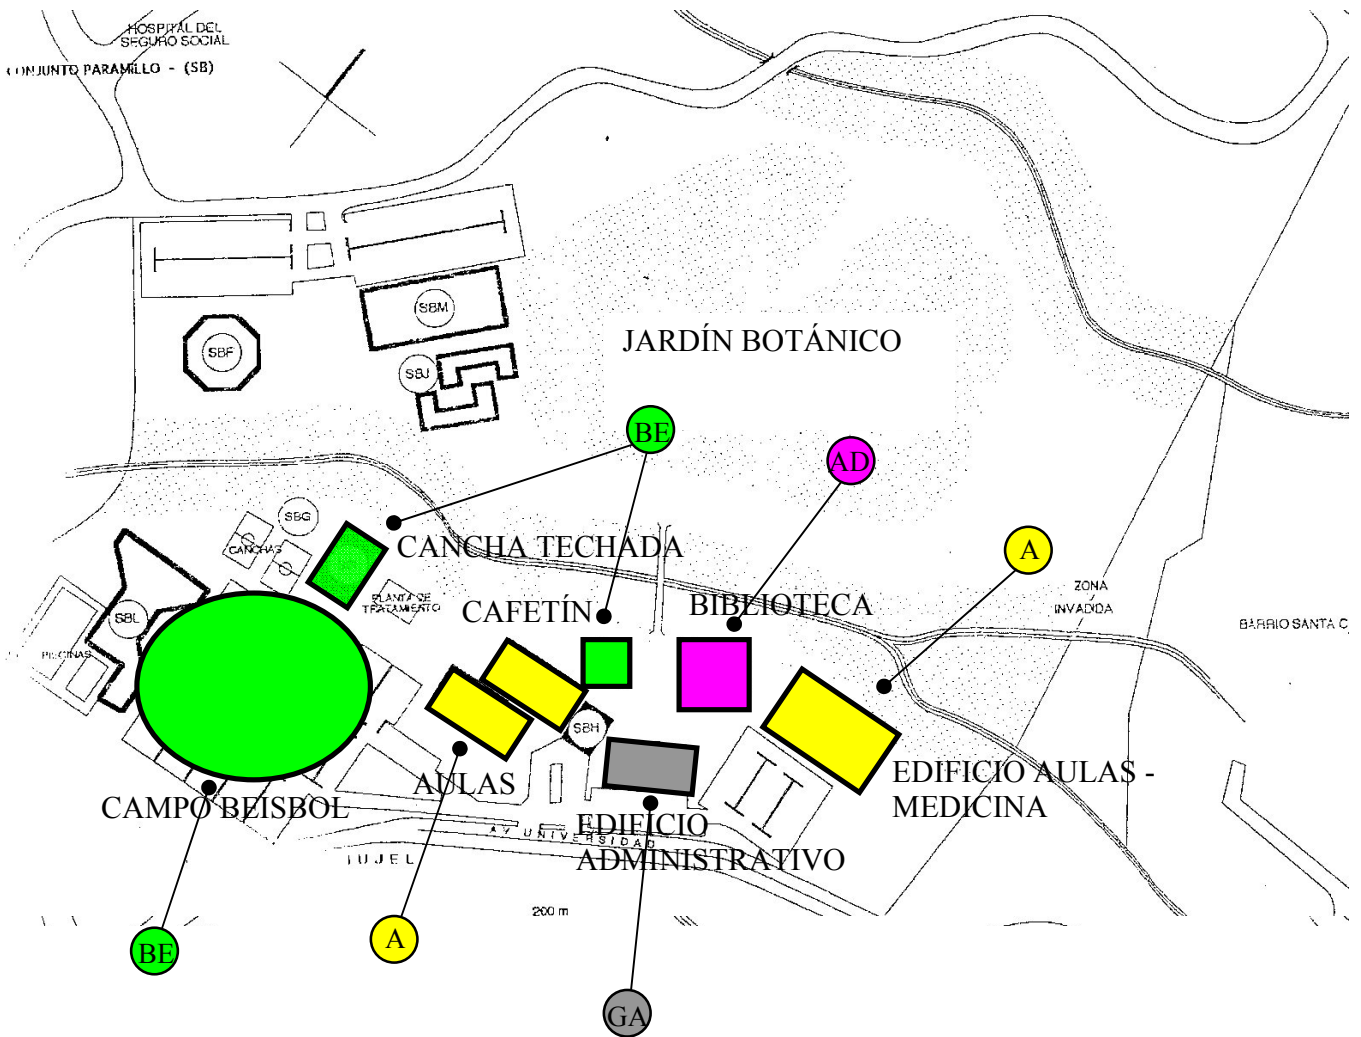 HOSPITAL DEL
SEGURO SOCIAL
CONJUNTO PARAMILLO - (SB)
SBM
SBF
SBJ
JARDÍN BOTÁNICO
BE
AD
SBG
CANCHAS
CANCHA TECHADA
A
PLANTA DE
TRATAMIENTO
CAFETÍN
BIBLIOTECA
ZONA
INVADIDA
SBL
BARRIO SANTA C
PISCINAS
SBH
AULAS
CAMPO BEISBOL
EDIFICIO AULAS -
MEDICINA
EDIFICIO
ADMINISTRATIVO
AV UNIVERSIDAD
200 m
BE
A
GA